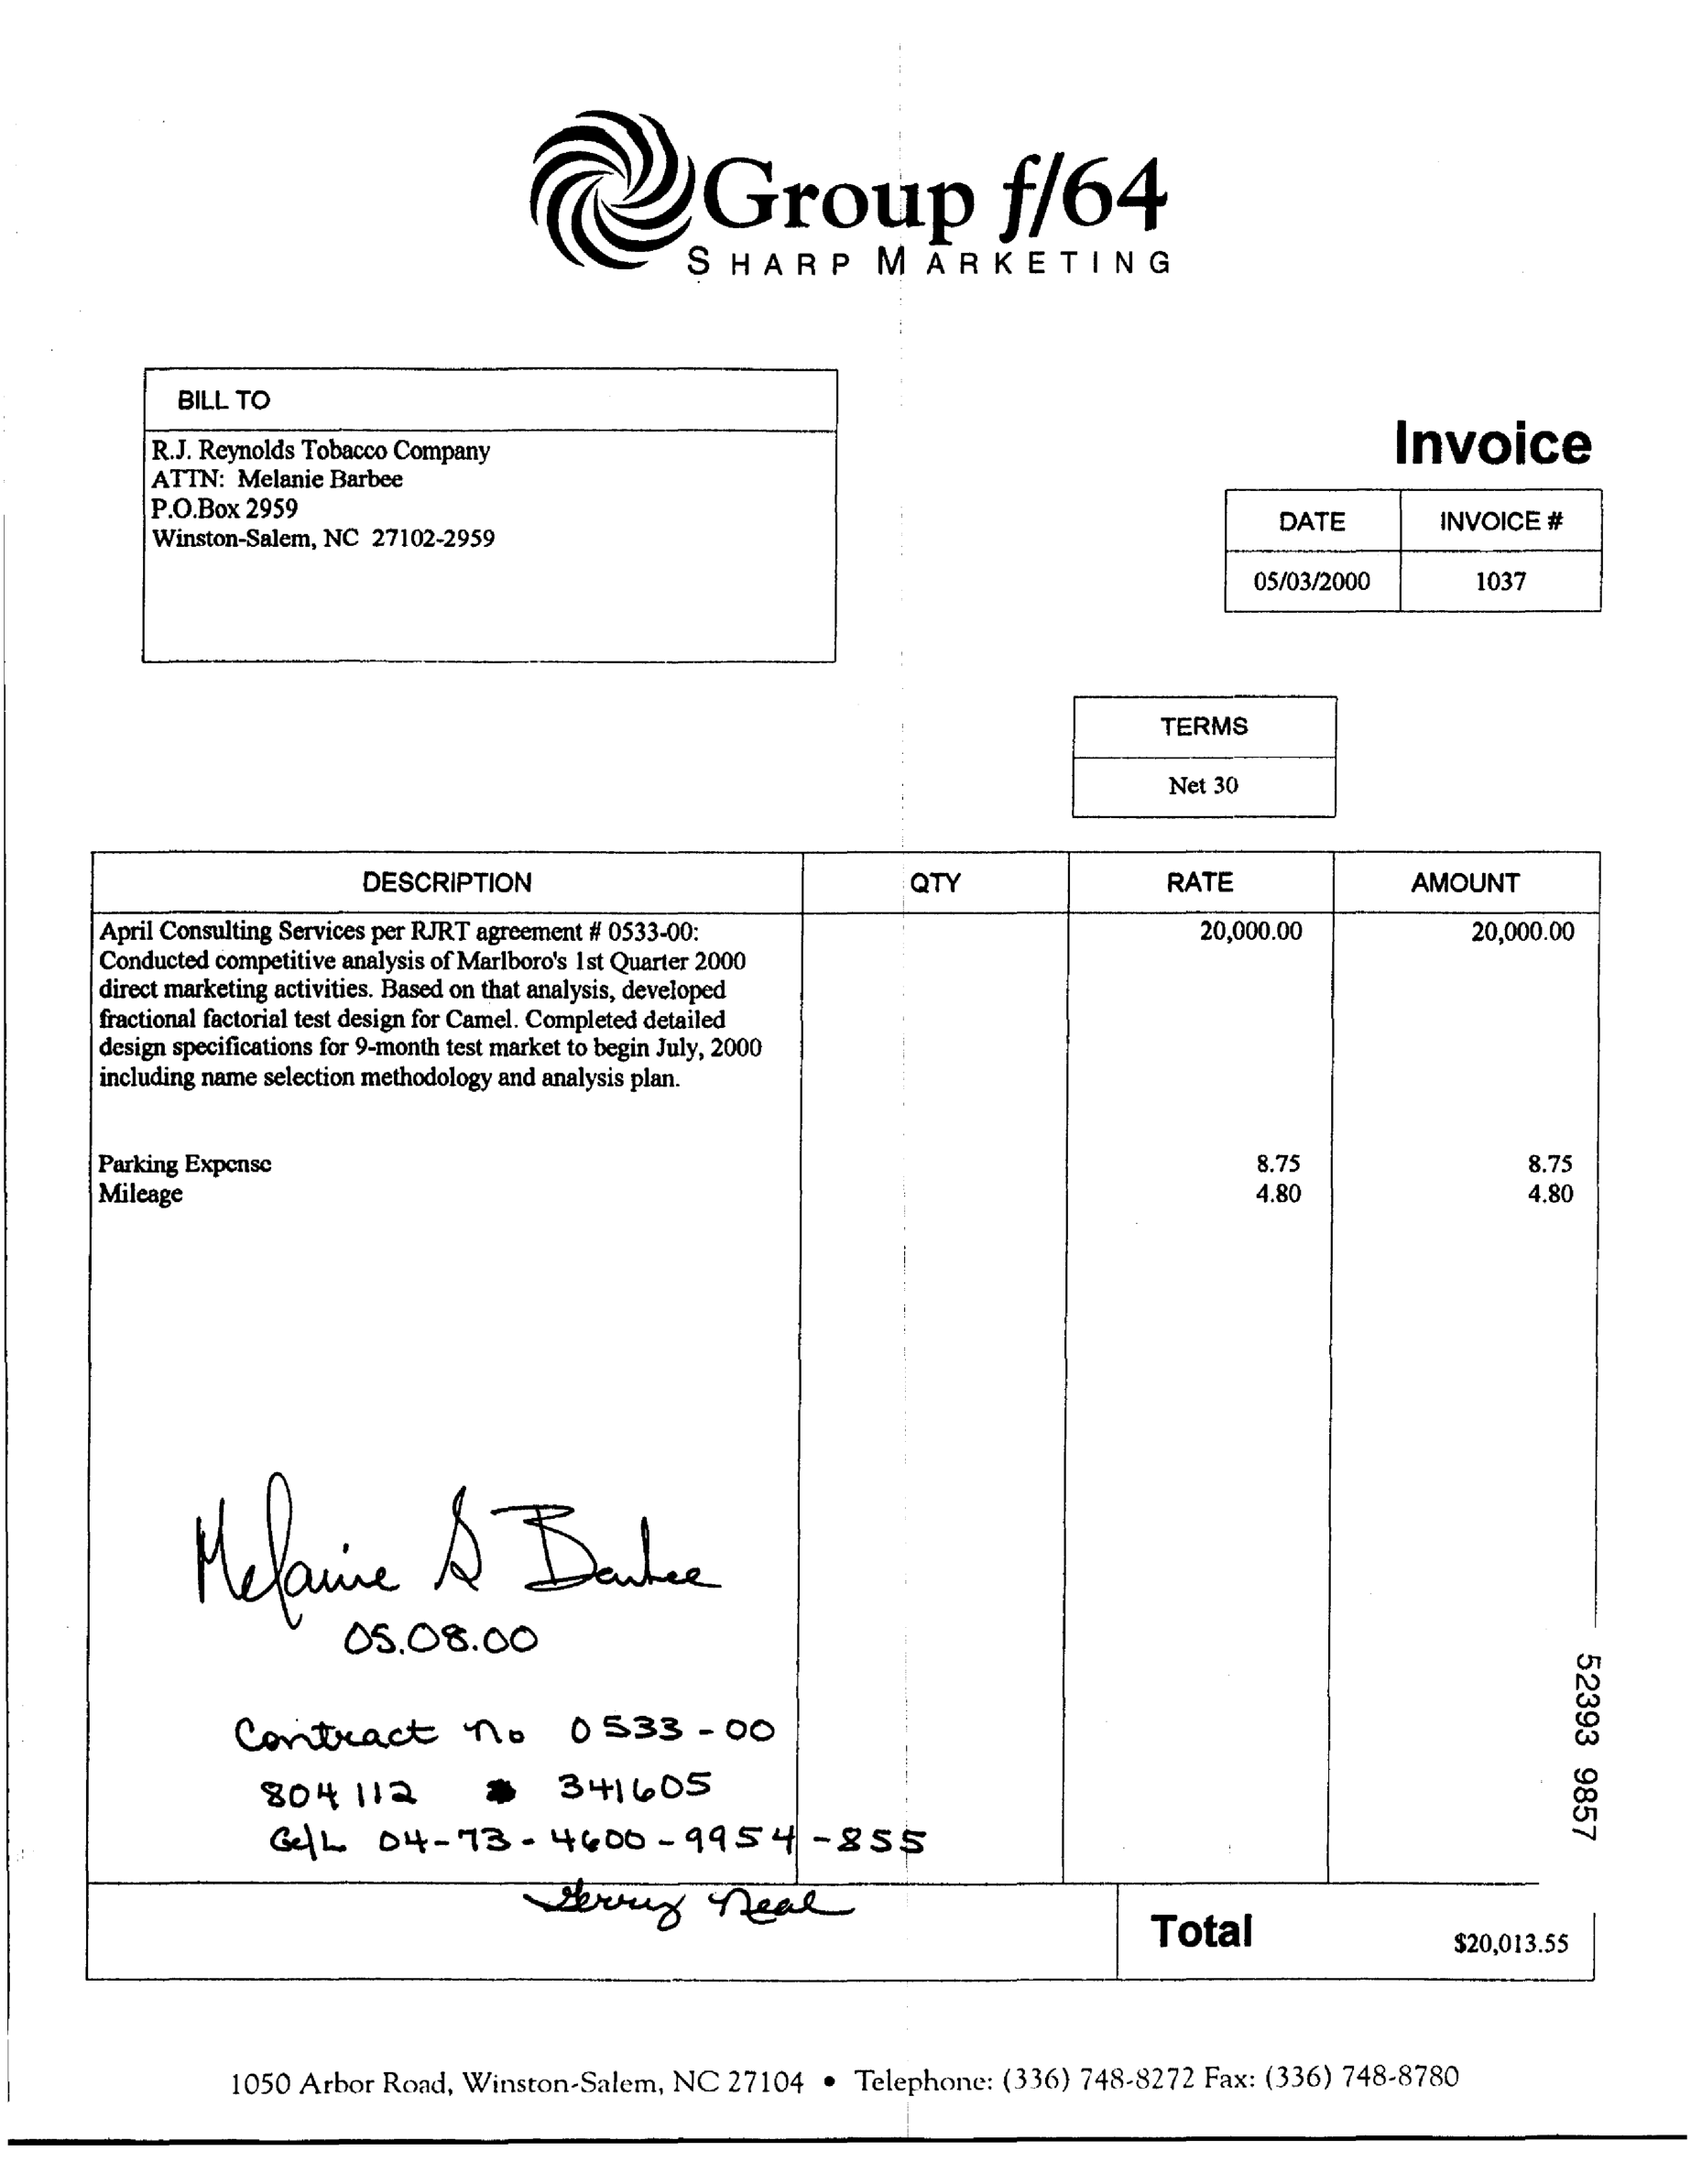 Group f/64
SHARP MARKETING
BILL TO
R.J. Reynolds Tobacco Company
ATTN: Melanie Barbee
P.O.Box 2959
Winston-Salem, NC 27102-2959
Invoice
DATE INVOICE #
05/03/2000 1037
TERMS
Net 30
DESCRIPTION QTY RATE AMOUNT
April Consulting Services per RJRT agreement # 0533-00: 20,000.00 20,000.00
Conducted competitive analysis of Marlboro's 1st Quarter 2000
direct marketing activities. Based on that analysis, developed
fractional factorial test design for Camel. Completed detailed
design specifications for 9-month test market to begin July, 2000
including name selection methodology and analysis plan.
Parking Expense 8.75 8.75
Mileage 4.80 4.80
Melanie S Barbee
05.08.00
Contract no 0533-00
804112 341605
G/L 04-73-4600-9954-855
Gerry Neal
Total $20,013.55
52393 9857
1050 Arbor Road, Winston-Salem, NC 27104 • Telephone: (336) 748-8272 Fax: (336) 748-8780